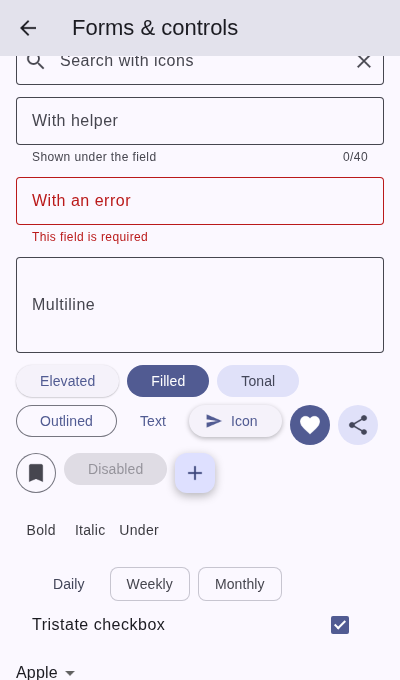 Forms & controls
Search with icons
With helper
Shown under the field 0/40
With an error
This field is required
Multiline
Elevated Filled Tonal
Outlined Text Icon
Disabled
Bold Italic Under
Daily Weekly Monthly
Tristate checkbox
Apple